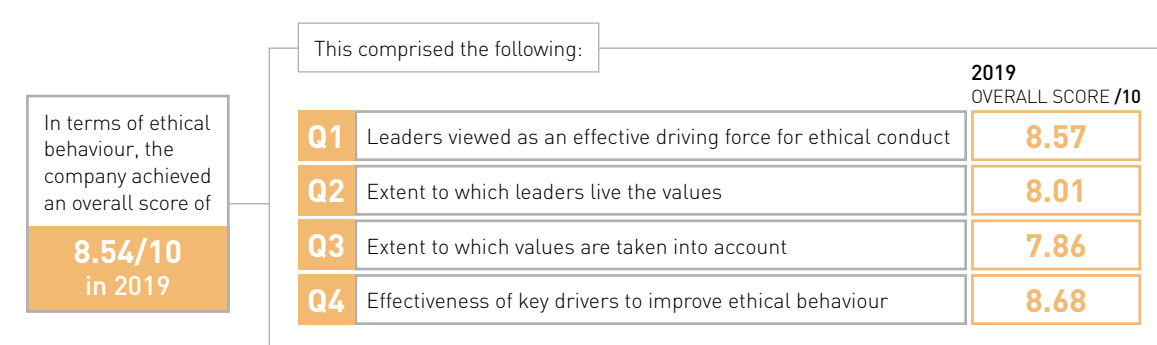 This comprised the following:
2019
OVERALL SCORE /10
In terms of ethical
behaviour, the
company achieved
an overall score of
8.54/10
in 2019
Q1 Leaders viewed as an effective driving force for ethical conduct 8.57
Q2 Extent to which leaders live the values 8.01
Q3 Extent to which values are taken into account 7.86
Q4 Effectiveness of key drivers to improve ethical behaviour 8.68